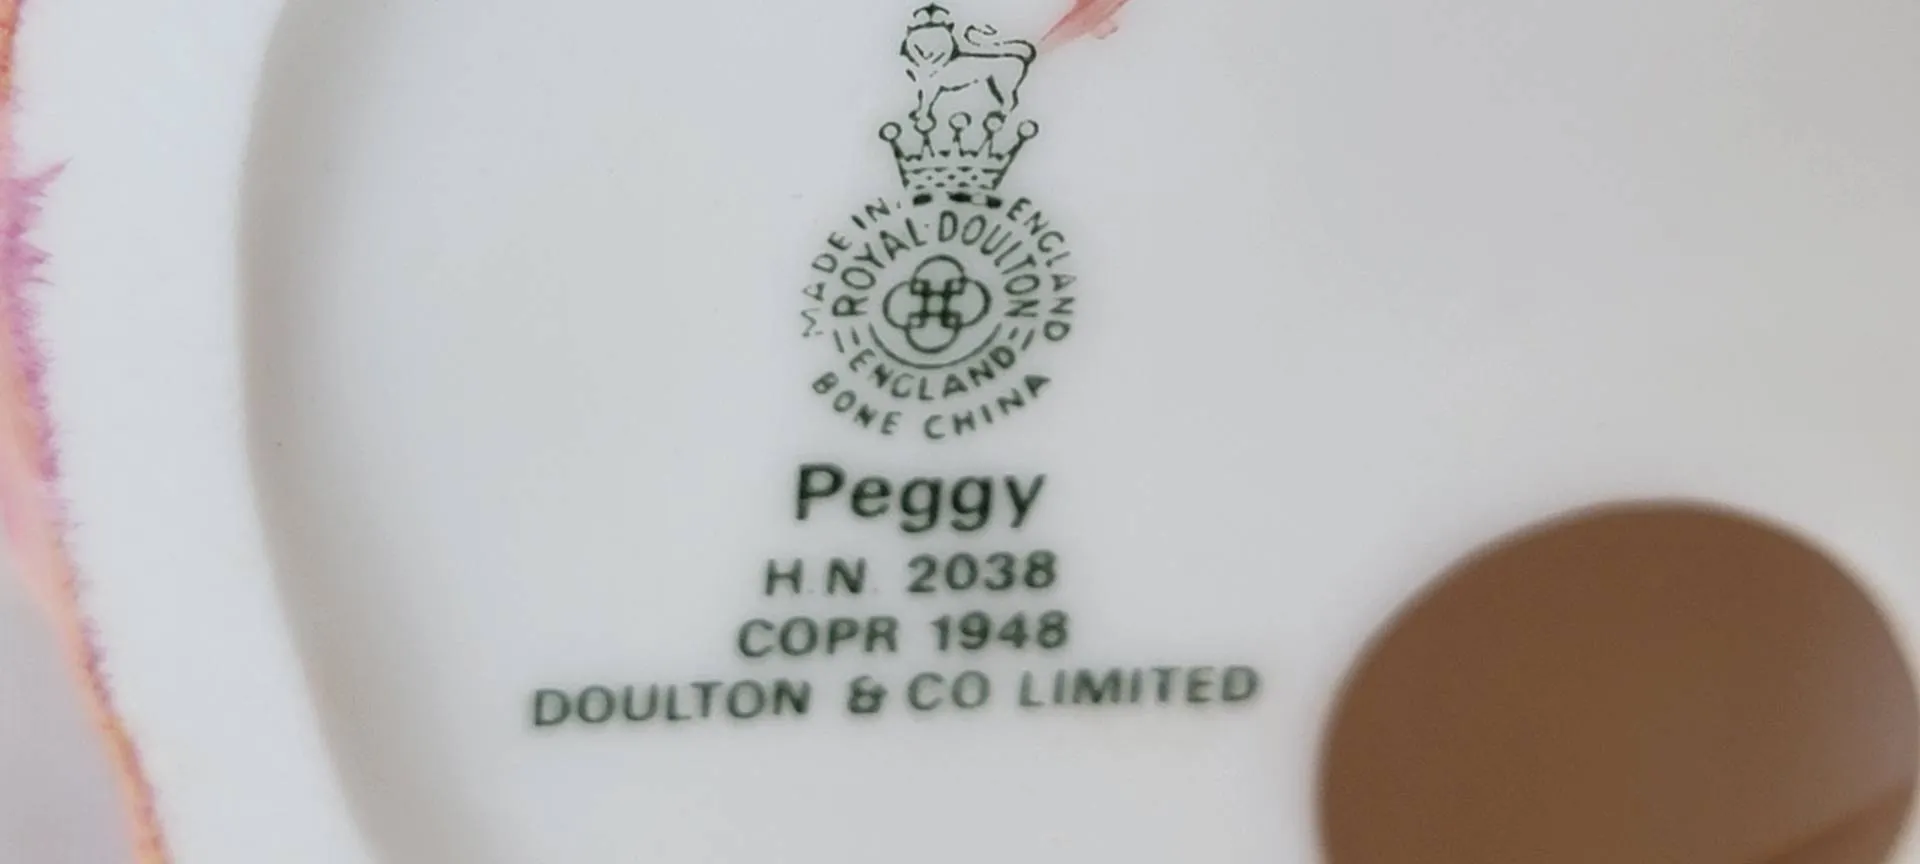 MADE IN ENGLAND
ROYAL DOULTON
ENGLAND
BONE CHINA
Peggy
H.N. 2038
COPR 1948
DOULTON & CO LIMITED